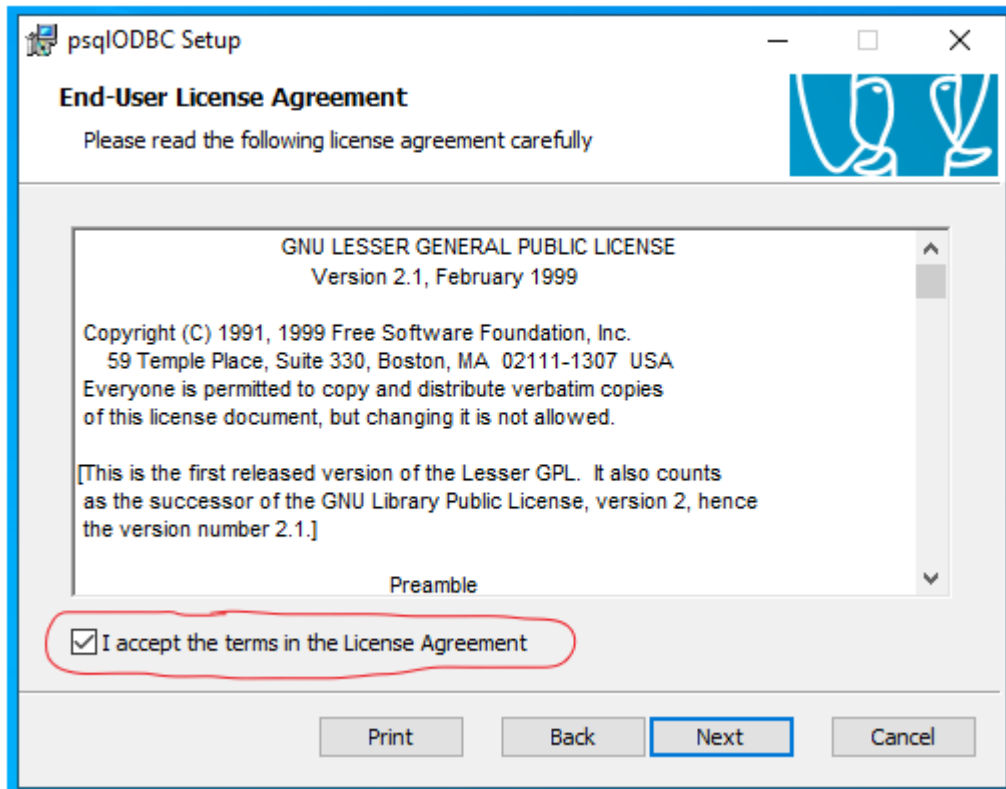 psqlODBC Setup
End-User License Agreement
Please read the following license agreement carefully
GNU LESSER GENERAL PUBLIC LICENSE
Version 2.1, February 1999
Copyright (C) 1991, 1999 Free Software Foundation, Inc.
59 Temple Place, Suite 330, Boston, MA 02111-1307 USA
Everyone is permitted to copy and distribute verbatim copies
of this license document, but changing it is not allowed.
[This is the first released version of the Lesser GPL. It also counts
as the successor of the GNU Library Public License, version 2, hence
the version number 2.1.]
Preamble
I accept the terms in the License Agreement
Print Back Next Cancel